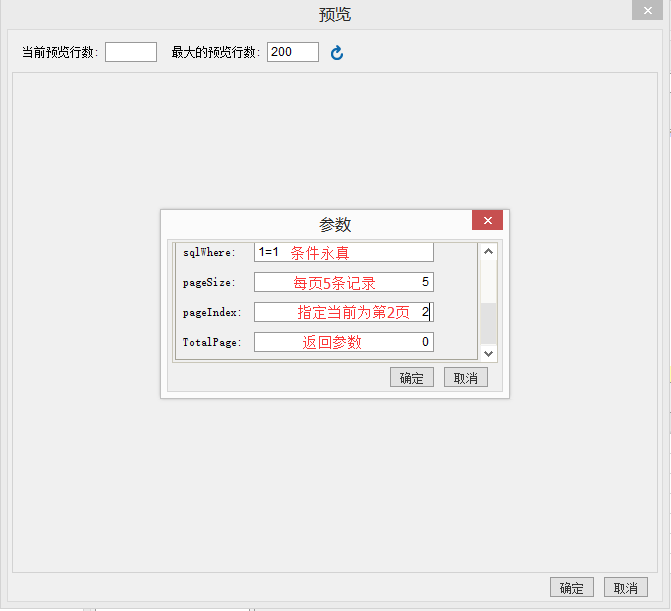 预览
当前预览行数: 最大的预览行数: 200
参数
sqlWhere: 1=1 条件永真
pageSize: 每页5条记录 5
pageIndex: 指定当前为第2页 2
TotalPage: 返回参数 0
确定 取消
确定 取消